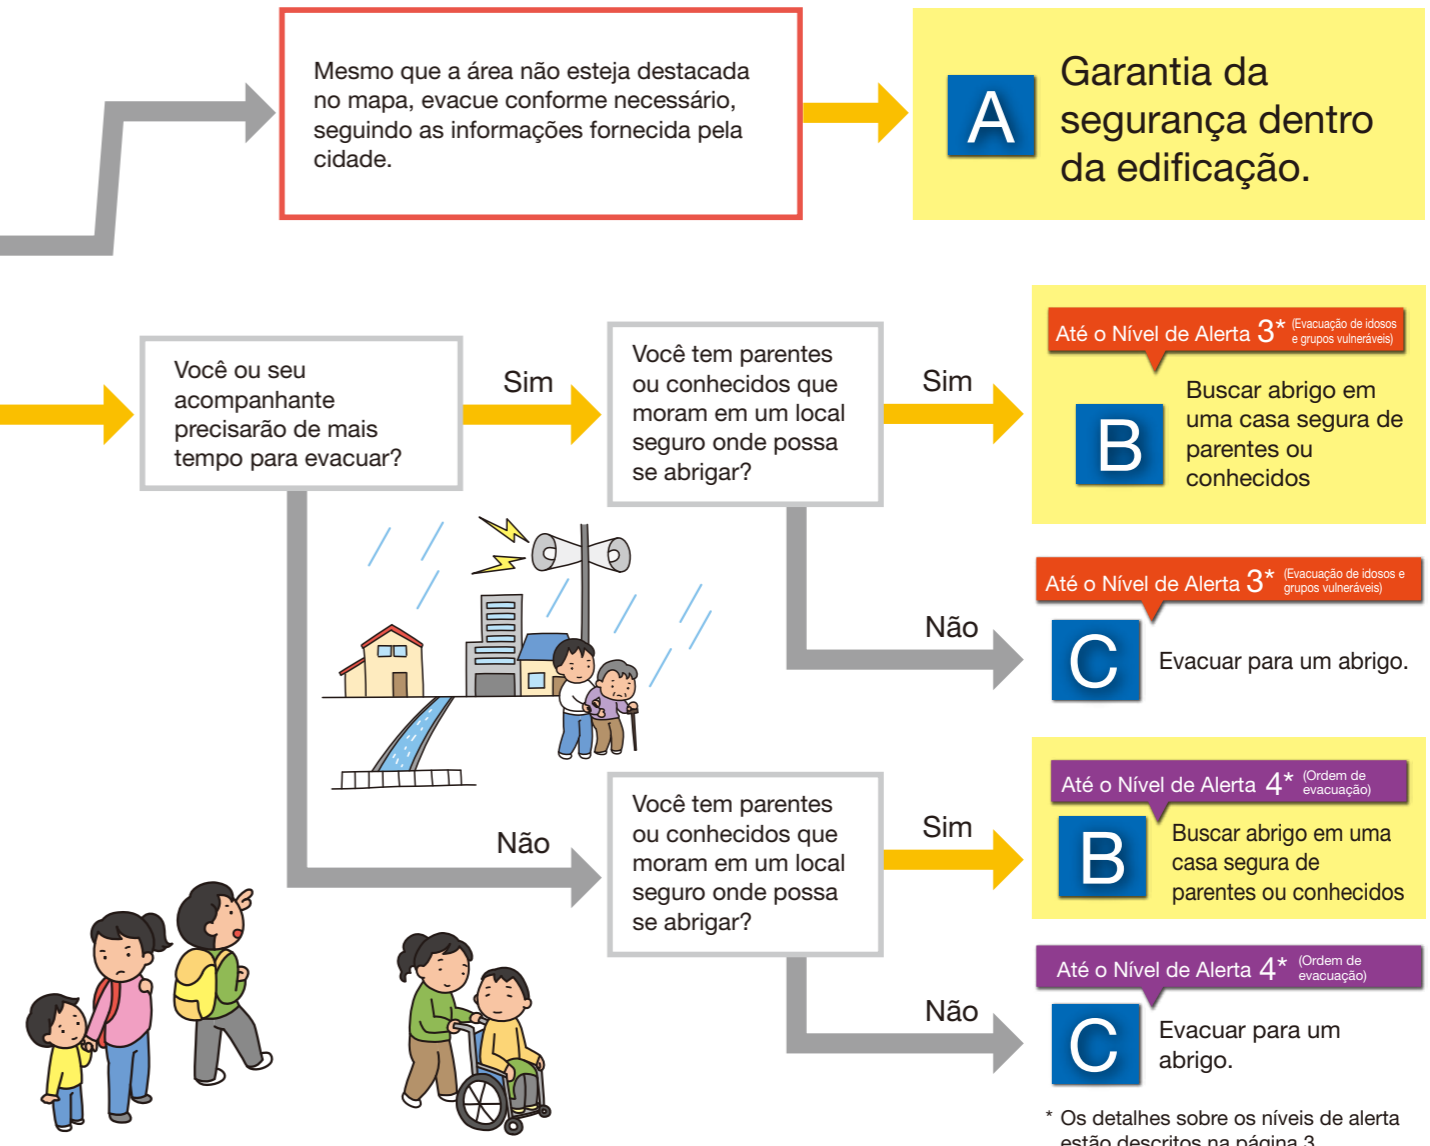 Mesmo que a área não esteja destacada
no mapa, evacue conforme necessário,
seguindo as informações fornecida pela
cidade.
A
Garantia da
segurança dentro
da edificação.
Você ou seu
acompanhante
precisarão de mais
tempo para evacuar?
Sim
Você tem parentes
ou conhecidos que
moram em um local
seguro onde possa
se abrigar?
Sim
Até o Nível de Alerta 3* (Evacuação de idosos
e grupos vulneráveis)
B
Buscar abrigo em
uma casa segura de
parentes ou
conhecidos
Não
Até o Nível de Alerta 3* (Evacuação de idosos e
grupos vulneráveis)
C
Evacuar para um abrigo.
Não
Você tem parentes
ou conhecidos que
moram em um local
seguro onde possa
se abrigar?
Sim
Até o Nível de Alerta 4* (Ordem de
evacuação)
B
Buscar abrigo em uma
casa segura de
parentes ou conhecidos
Não
Até o Nível de Alerta 4* (Ordem de
evacuação)
C
Evacuar para um
abrigo.
* Os detalhes sobre os níveis de alerta
estão descritos na página 3